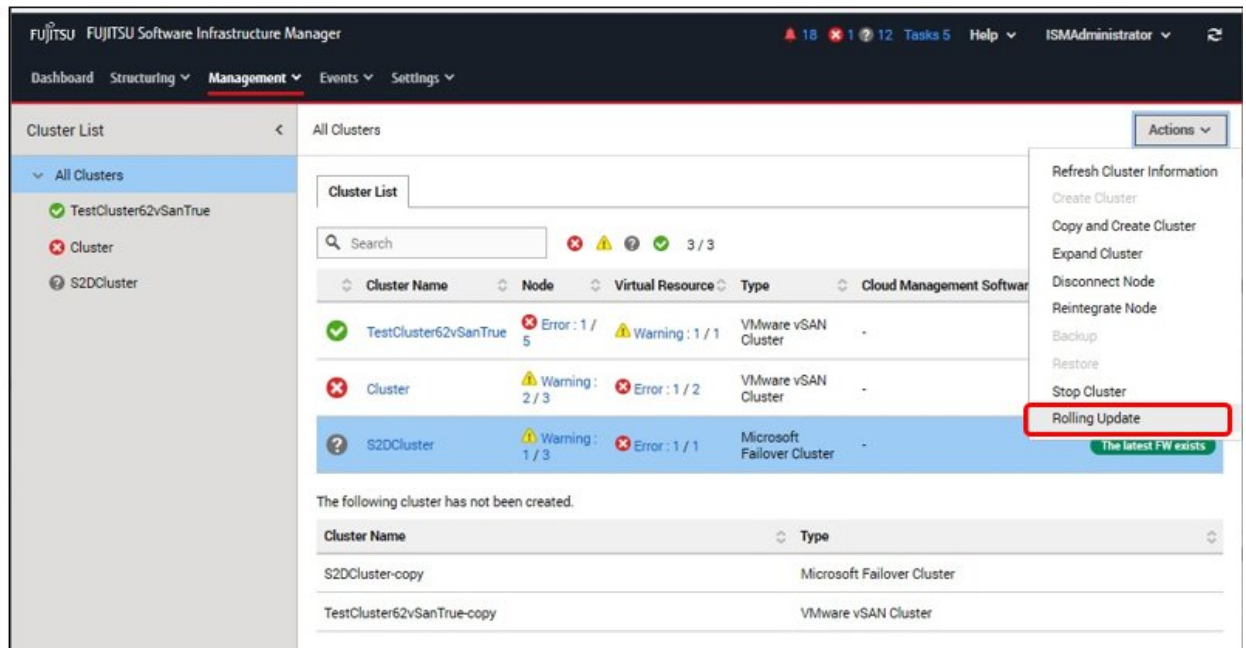 FUJITSU FUJITSU Software Infrastructure Manager
18 1 12 Tasks 5 Help ISMAdministrator
Dashboard Structuring Management Events Settings
Cluster List
All Clusters
TestCluster62vSanTrue
Cluster
S2DCluster
All Clusters
Actions
Refresh Cluster Information
Create Cluster
Copy and Create Cluster
Expand Cluster
Disconnect Node
Reintegrate Node
Backup
Restore
Stop Cluster
Rolling Update
Cluster List
Search 3 / 3
Cluster Name Node Virtual Resource Type Cloud Management Softwar
TestCluster62vSanTrue Error : 1 / 5 Warning : 1 / 1 VMware vSAN Cluster -
Cluster Warning : 2 / 3 Error : 1 / 2 VMware vSAN Cluster -
S2DCluster Warning : 1 / 3 Error : 1 / 1 Microsoft Failover Cluster - The latest FW exists
The following cluster has not been created.
Cluster Name Type
S2DCluster-copy Microsoft Failover Cluster
TestCluster62vSanTrue-copy VMware vSAN Cluster